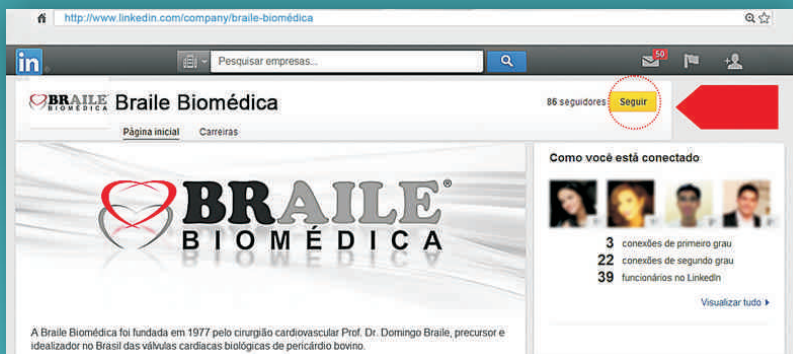 http://www.linkedin.com/company/braile-biomédica
in
Pesquisar empresas...
50
BRAILE BIOMÉDICA Braile Biomédica
86 seguidores Seguir
Página inicial Carreiras
BRAILE®
BIOMÉDICA
Como você está conectado
3 conexões de primeiro grau
22 conexões de segundo grau
39 funcionários no LinkedIn
Visualizar tudo
A Braile Biomédica foi fundada em 1977 pelo cirurgião cardiovascular Prof. Dr. Domingo Braile, precursor e
idealizador no Brasil das válvulas cardíacas biológicas de pericárdio bovino.